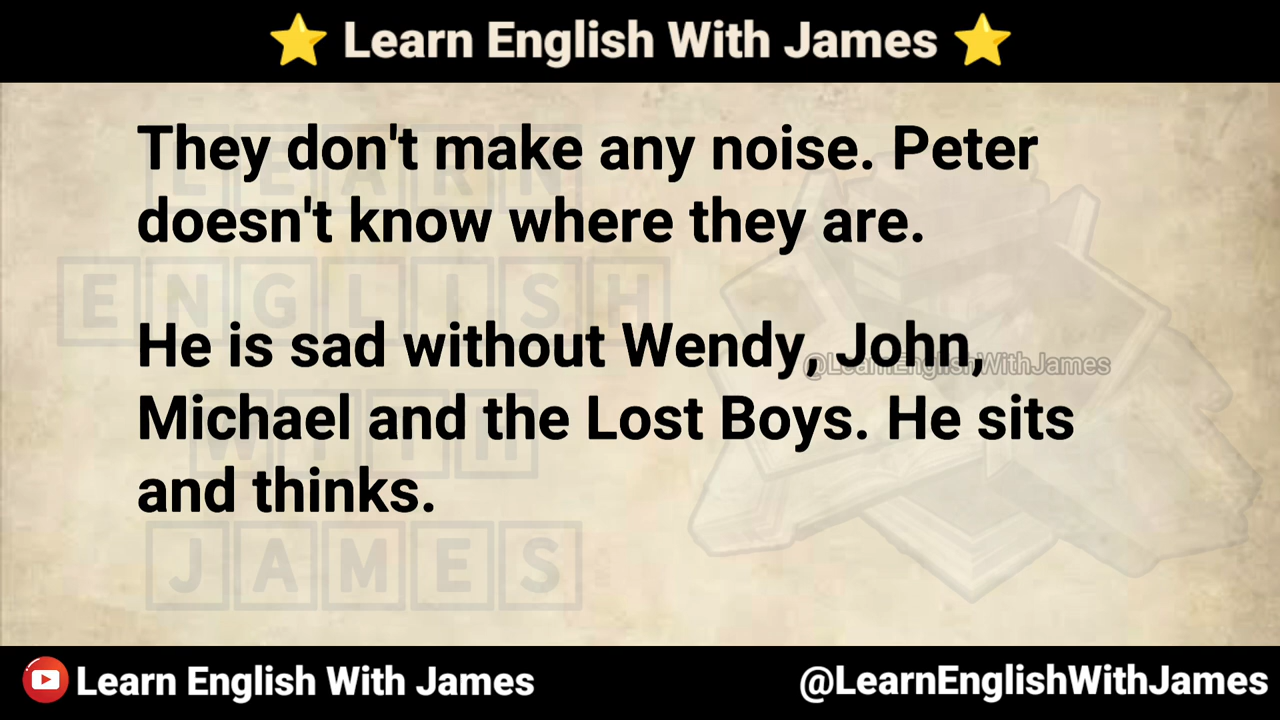 ⭐ Learn English With James ⭐
They don't make any noise. Peter
doesn't know where they are.
He is sad without Wendy, John,
@LearnEnglishWithJames
Michael and the Lost Boys. He sits
and thinks.
LEARN
ENGLISH
WITH
JAMES
Learn English With James
@LearnEnglishWithJames